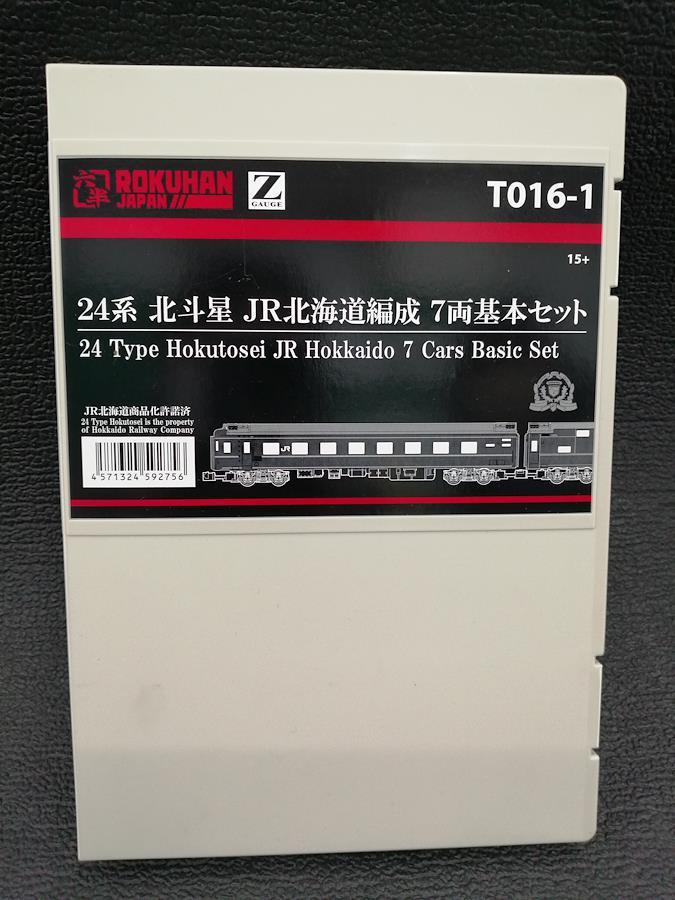 六半
ROKUHAN
JAPAN
Z
GAUGE
T016-1
15+
24系 北斗星 JR北海道編成 7両基本セット
24 Type Hokutosei JR Hokkaido 7 Cars Basic Set
JR北海道商品化許諾済
24 Type Hokutosei is the property
of Hokkaido Railway Company
4571324 592756
JR